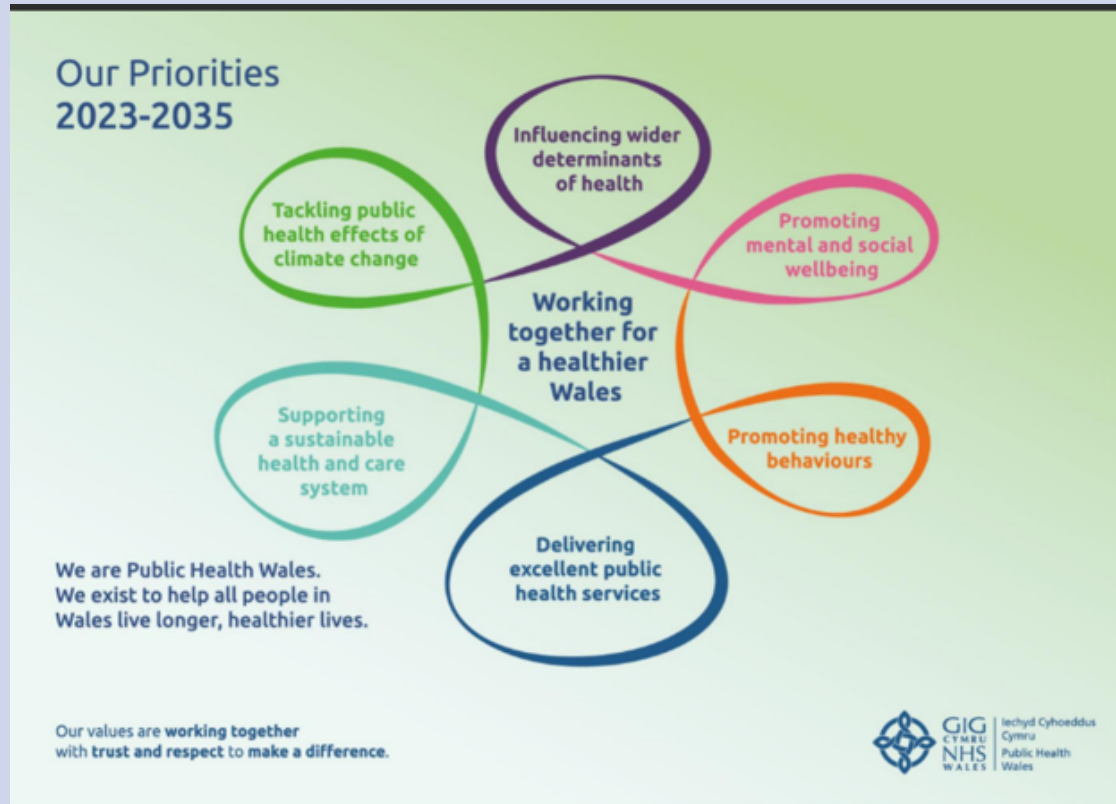 Our Priorities
2023-2035
Influencing wider
determinants
of health
Promoting
mental and social
wellbeing
Promoting healthy
behaviours
Delivering
excellent public
health services
Supporting
a sustainable
health and care
system
Tackling public
health effects of
climate change
Working
together for
a healthier
Wales
We are Public Health Wales.
We exist to help all people in
Wales live longer, healthier lives.
Our values are working together
with trust and respect to make a difference.
GIG
CYMRU
NHS
WALES
Iechyd Cyhoeddus
Cymru
Public Health
Wales